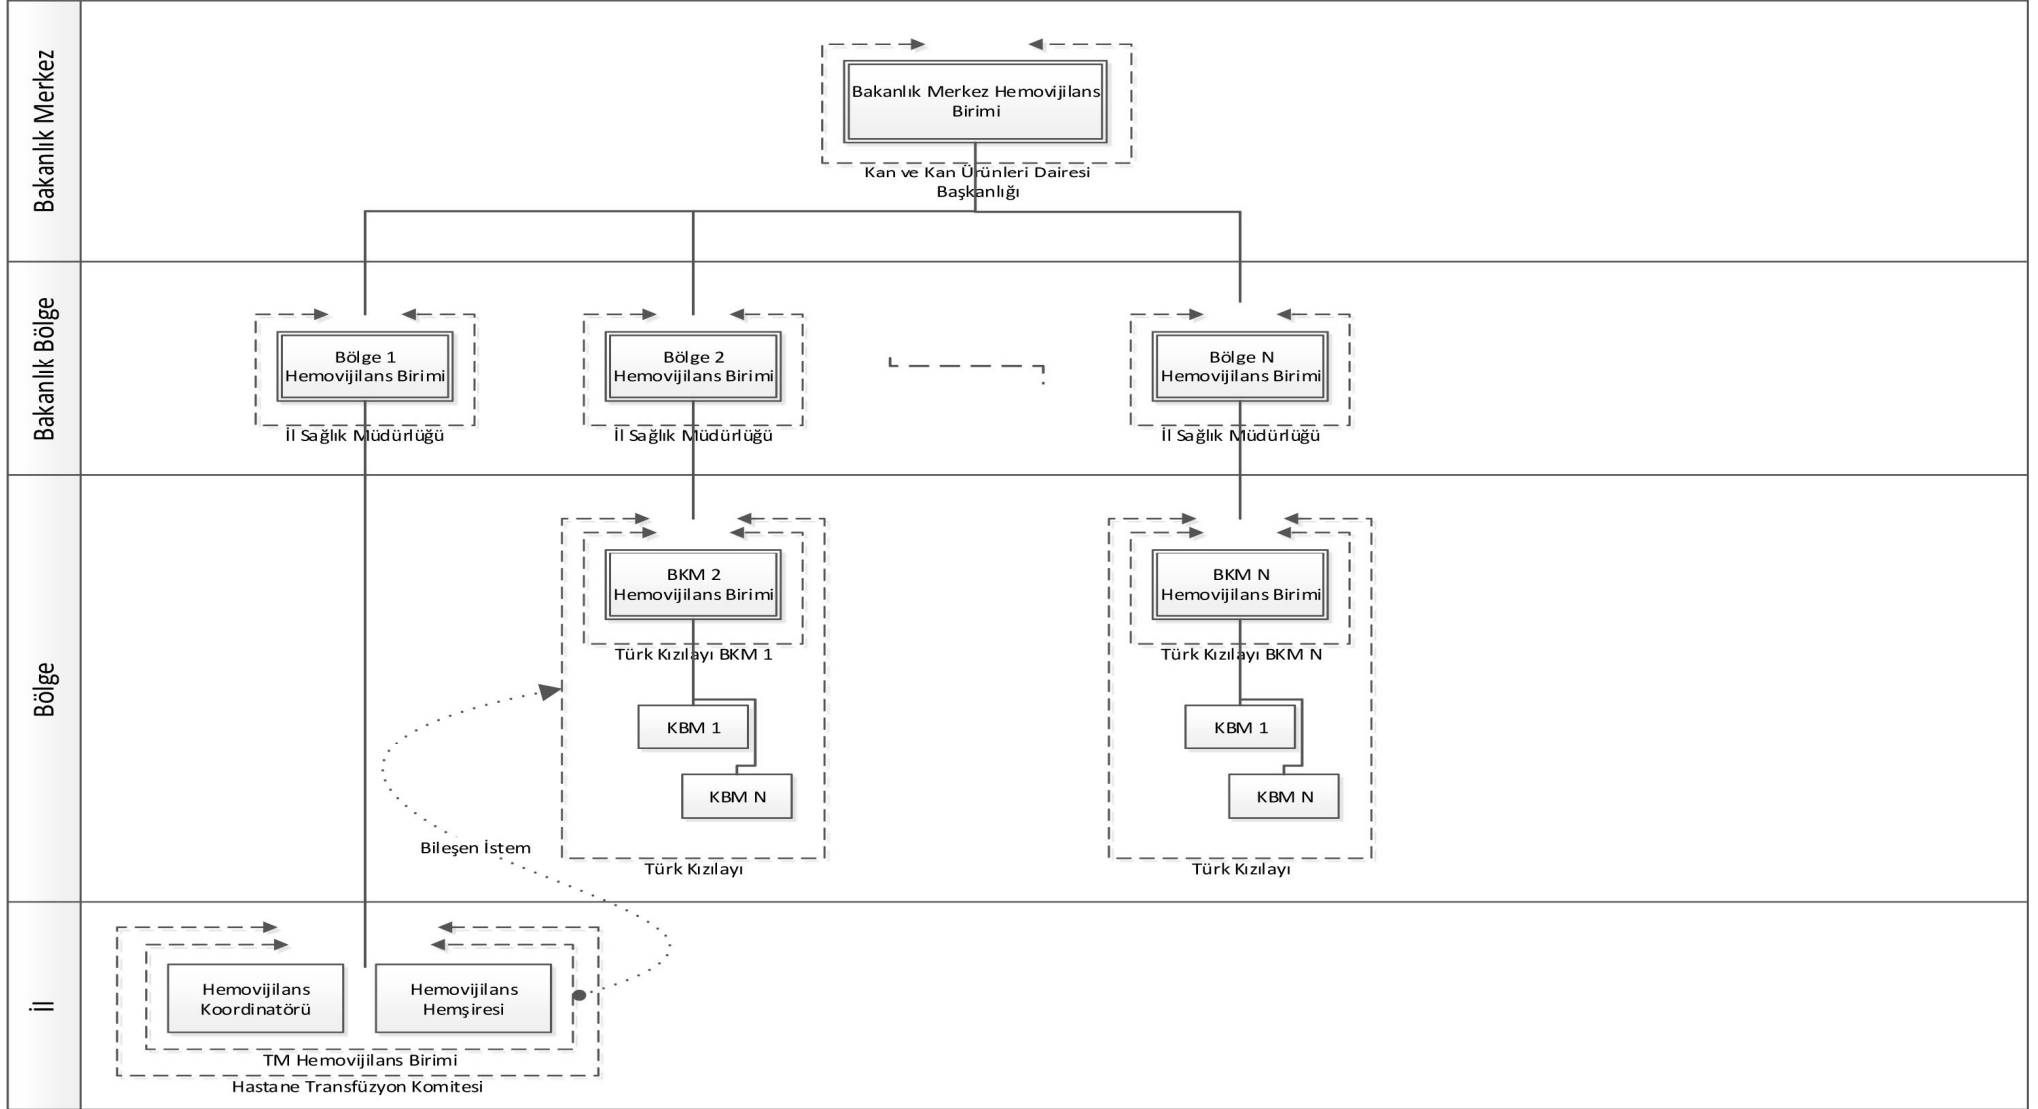 Bakanlık Merkez
Bakanlık Merkez Hemovijilans
Birimi
Kan ve Kan Ürünleri Dairesi
Başkanlığı
Bakanlık Bölge
Bölge 1
Hemovijilans Birimi
İl Sağlık Müdürlüğü
Bölge 2
Hemovijilans Birimi
İl Sağlık Müdürlüğü
Bölge N
Hemovijilans Birimi
İl Sağlık Müdürlüğü
Bölge
BKM 2
Hemovijilans Birimi
Türk Kızılayı BKM 1
KBM 1
KBM N
Türk Kızılayı
BKM N
Hemovijilans Birimi
Türk Kızılayı BKM N
KBM 1
KBM N
Türk Kızılayı
Bileşen İstem
İl
Hemovijilans
Koordinatörü
Hemovijilans
Hemşiresi
TM Hemovijilans Birimi
Hastane Transfüzyon Komitesi